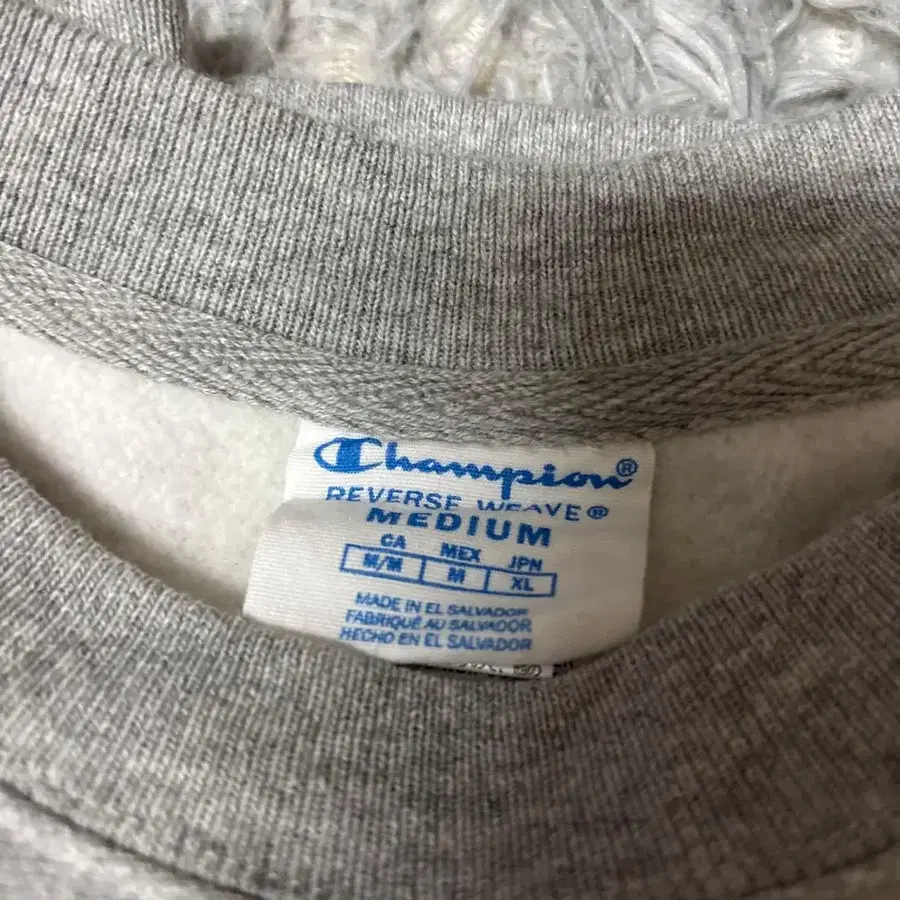 Champion®
REVERSE WEAVE®
MEDIUM
CA MEX JPN
M/M M XL
MADE IN EL SALVADOR
FABRIQUÉ AU SALVADOR
HECHO EN EL SALVADOR